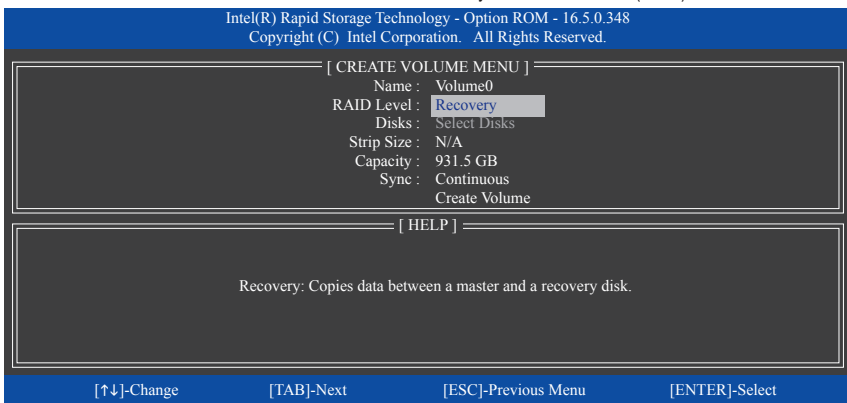 Intel(R) Rapid Storage Technology - Option ROM - 16.5.0.348
Copyright (C) Intel Corporation. All Rights Reserved.
[ CREATE VOLUME MENU ]
Name : Volume0
RAID Level : Recovery
Disks : Select Disks
Strip Size : N/A
Capacity : 931.5 GB
Sync : Continuous
Create Volume
[ HELP ]
Recovery: Copies data between a master and a recovery disk.
[↑↓]-Change [TAB]-Next [ESC]-Previous Menu [ENTER]-Select